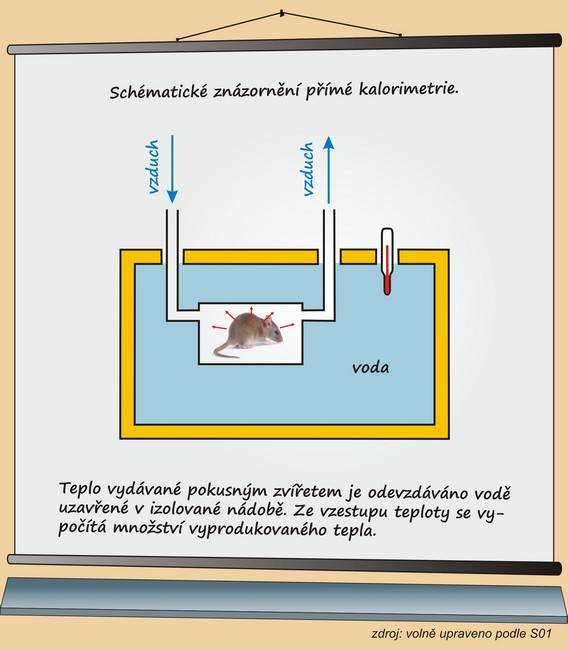 Schématické znázornění přímé kalorimetrie.
vzduch
vzduch
voda
Teplo vydávané pokusným zvířetem je odevzdáváno vodě
uzavřené v izolované nádobě. Ze vzestupu teploty se vy-
počítá množství vyprodukovaného tepla.
zdroj: volně upraveno podle S01